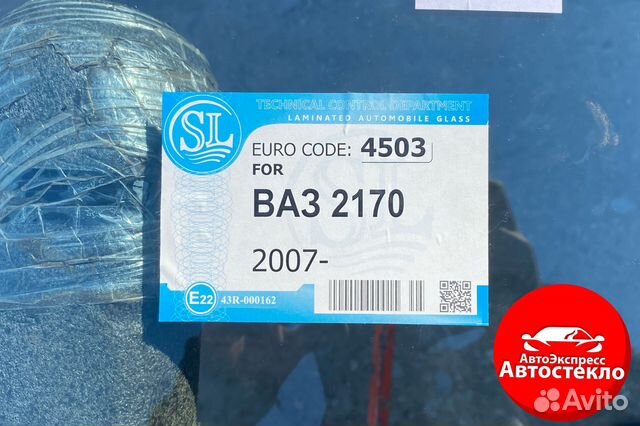 TECHNICAL CONTROL DEPARTMENT
LAMINATED AUTOMOBILE GLASS
SL
EURO CODE: 4503
FOR
ВАЗ 2170
2007-
E22 43R-000162
SL
АвтоЭкспресс
Автостекло
Avito